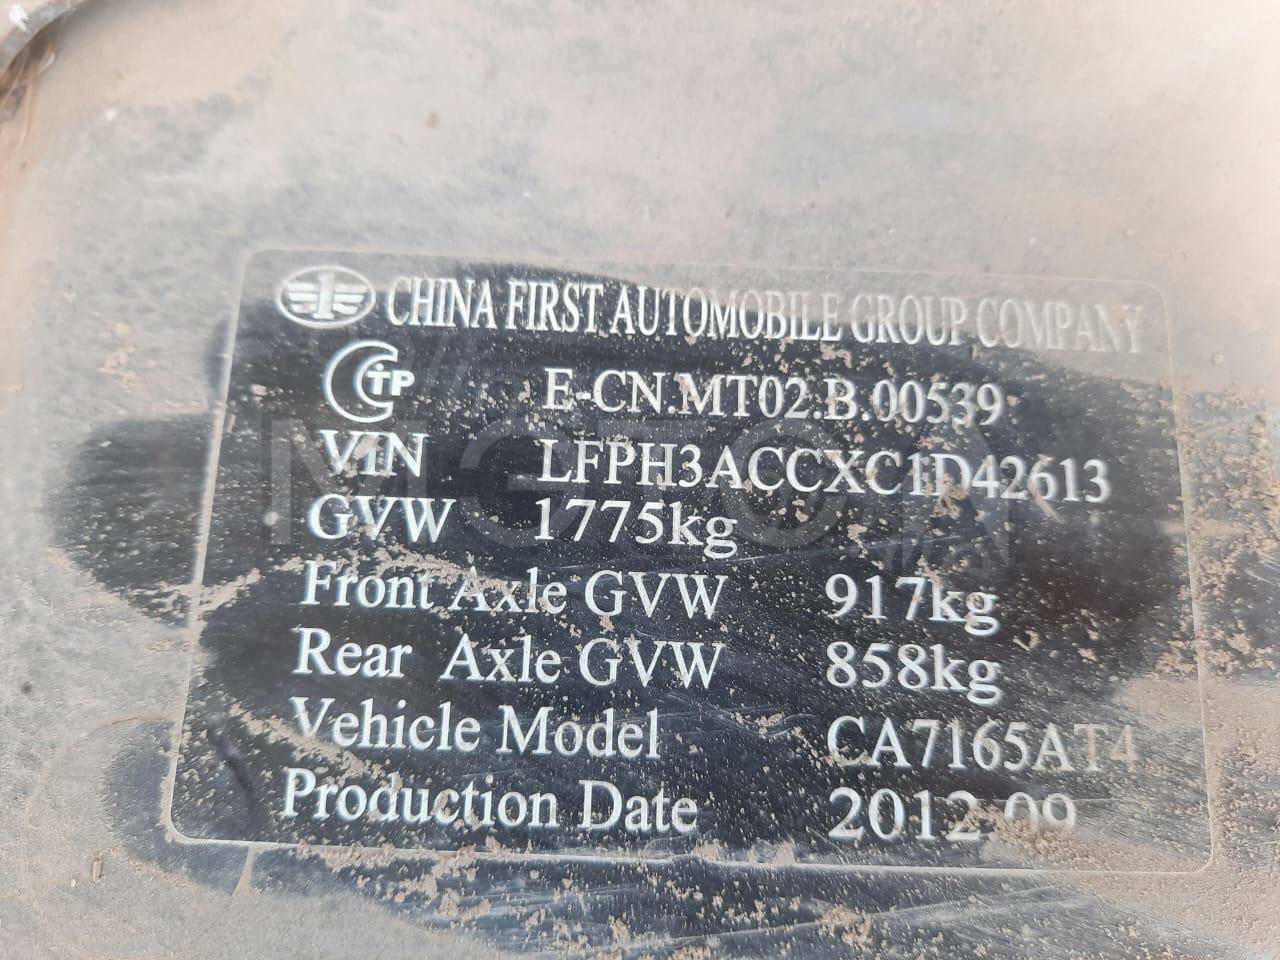 CHINA FIRST AUTOMOBILE GROUP COMPANY
E-CN.MT02.B.00539
VIN LFPH3ACCXC1D42613
GVW 1775kg
Front Axle GVW 917kg
Rear Axle GVW 858kg
Vehicle Model CA7165AT4
Production Date 2012-09